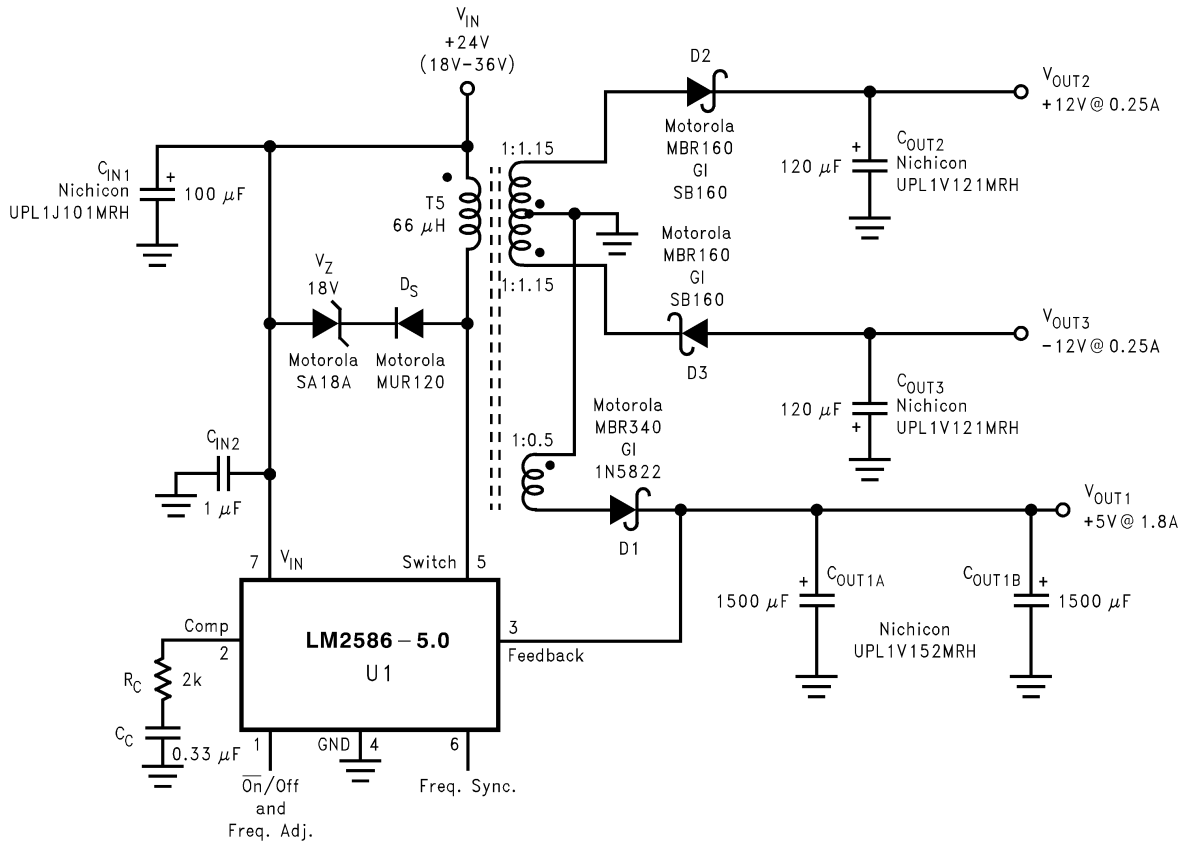 VIN
+24V
(18V-36V)
D2
VOUT2
+12V@ 0.25A
Motorola
MBR160
GI
SB160
COUT2
Nichicon
UPL1V121MRH
120 μF
+
CIN1
Nichicon
UPL1J101MRH
+
100 μF
1:1.15
T5
66 μH
1:1.15
Motorola
MBR160
GI
SB160
D3
VOUT3
-12V@ 0.25A
COUT3
Nichicon
UPL1V121MRH
120 μF
+
VZ
18V
DS
Motorola
SA18A
Motorola
MUR120
CIN2
1 μF
1:0.5
Motorola
MBR340
GI
1N5822
D1
VOUT1
+5V@ 1.8A
COUT1A
+
1500 μF
COUT1B
+
1500 μF
Nichicon
UPL1V152MRH
7
VIN
Switch
5
Comp
2
LM2586-5.0
U1
3
Feedback
RC
2k
CC
0.33 μF
1
GND
4
6
On/Off
and
Freq. Adj.
Freq. Sync.